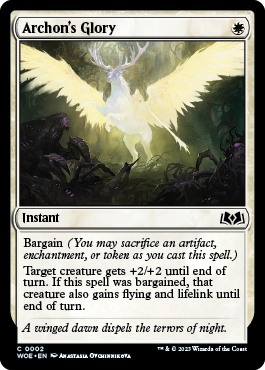 Archon's Glory
Instant
Bargain (You may sacrifice an artifact,
enchantment, or token as you cast this spell.)
Target creature gets +2/+2 until end of
turn. If this spell was bargained, that
creature also gains flying and lifelink until
end of turn.
A winged dawn dispels the terrors of night.
C 0002
WOE • EN Anastasia Ovchinnikova
™ & © 2023 Wizards of the Coast